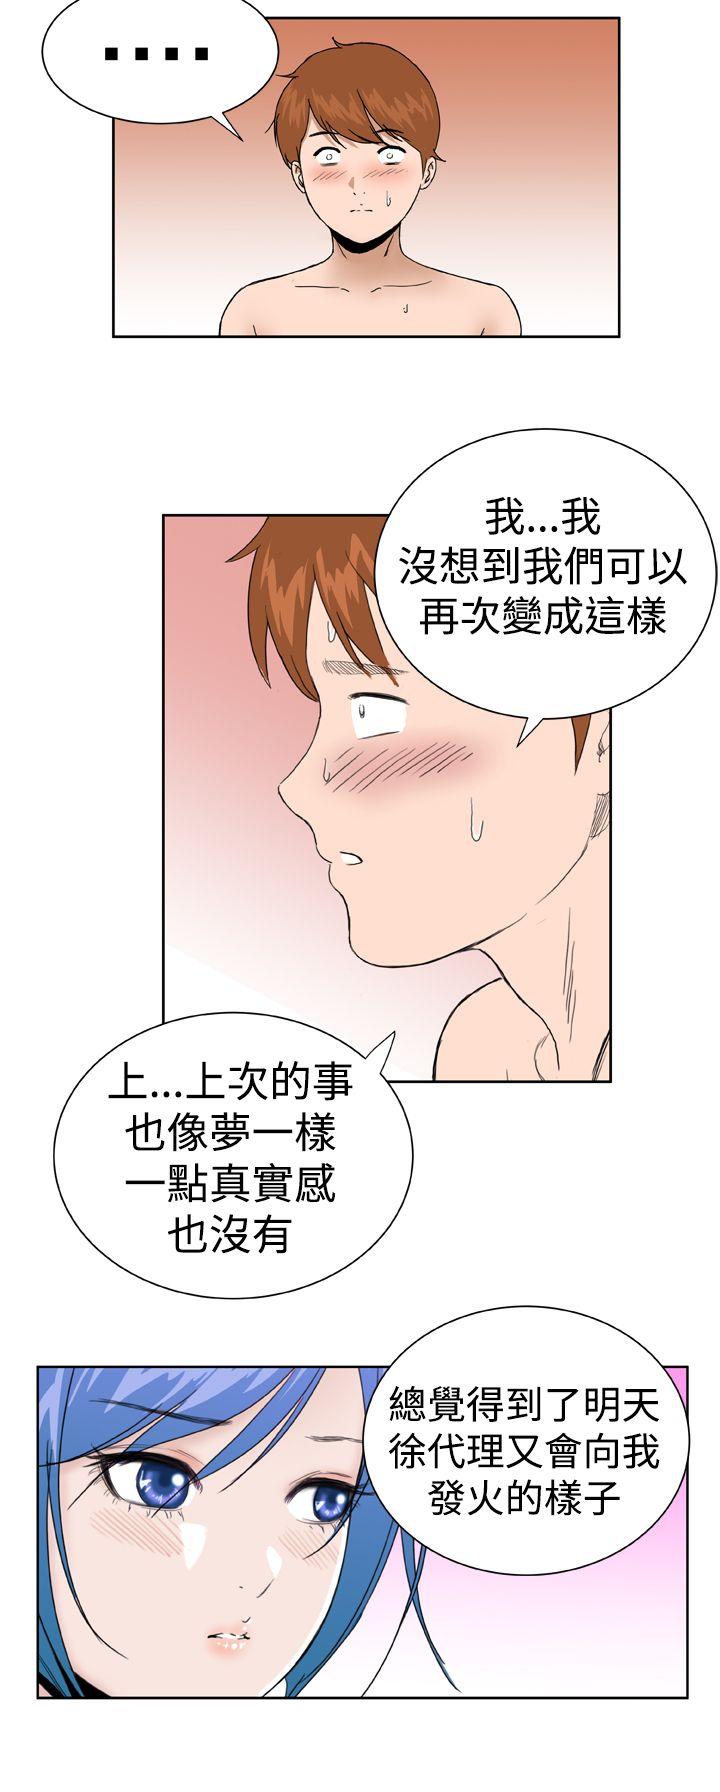 ....
我...我
沒想到我們可以
再次變成這樣
上...上次的事
也像夢一樣
一點真實感
也沒有
總覺得到了明天
徐代理又會向我
發火的樣子